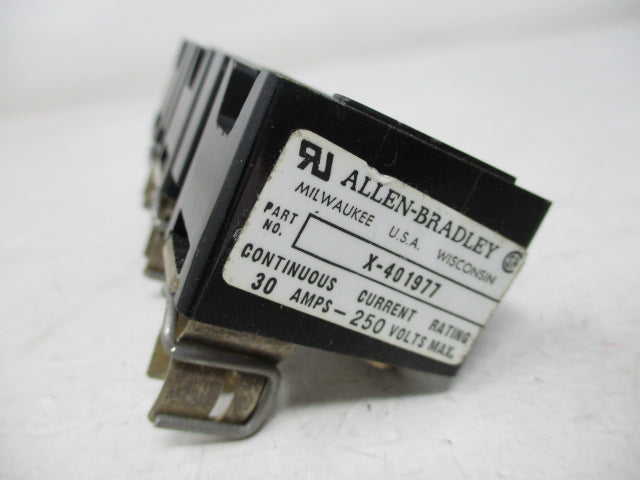 ALLEN-BRADLEY
MILWAUKEE U.S.A. WISCONSIN
PART NO. X-401977
CONTINUOUS CURRENT RATING
30 AMPS - 250 VOLTS MAX.